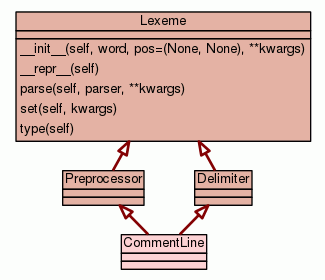 Lexeme
__init__(self, word, pos=(None, None), **kwargs)
__repr__(self)
parse(self, parser, **kwargs)
set(self, kwargs)
type(self)
Preprocessor
Delimiter
CommentLine